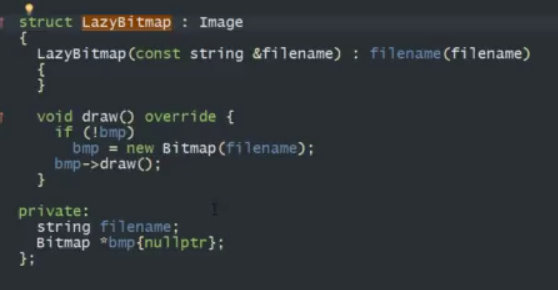 struct LazyBitmap : Image
{
LazyBitmap(const string &filename) : filename(filename)
{
}
void draw() override {
if (!bmp)
bmp = new Bitmap(filename);
bmp->draw();
}
private:
string filename;
Bitmap *bmp{nullptr};
};